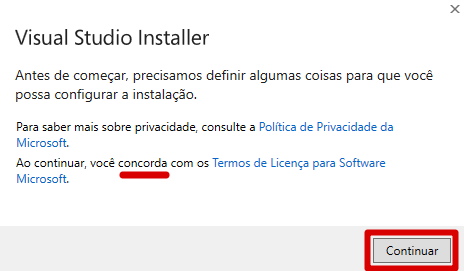 Visual Studio Installer
Antes de começar, precisamos definir algumas coisas para que você
possa configurar a instalação.
Para saber mais sobre privacidade, consulte a Política de Privacidade da
Microsoft.
Ao continuar, você concorda com os Termos de Licença para Software
Microsoft.
Continuar